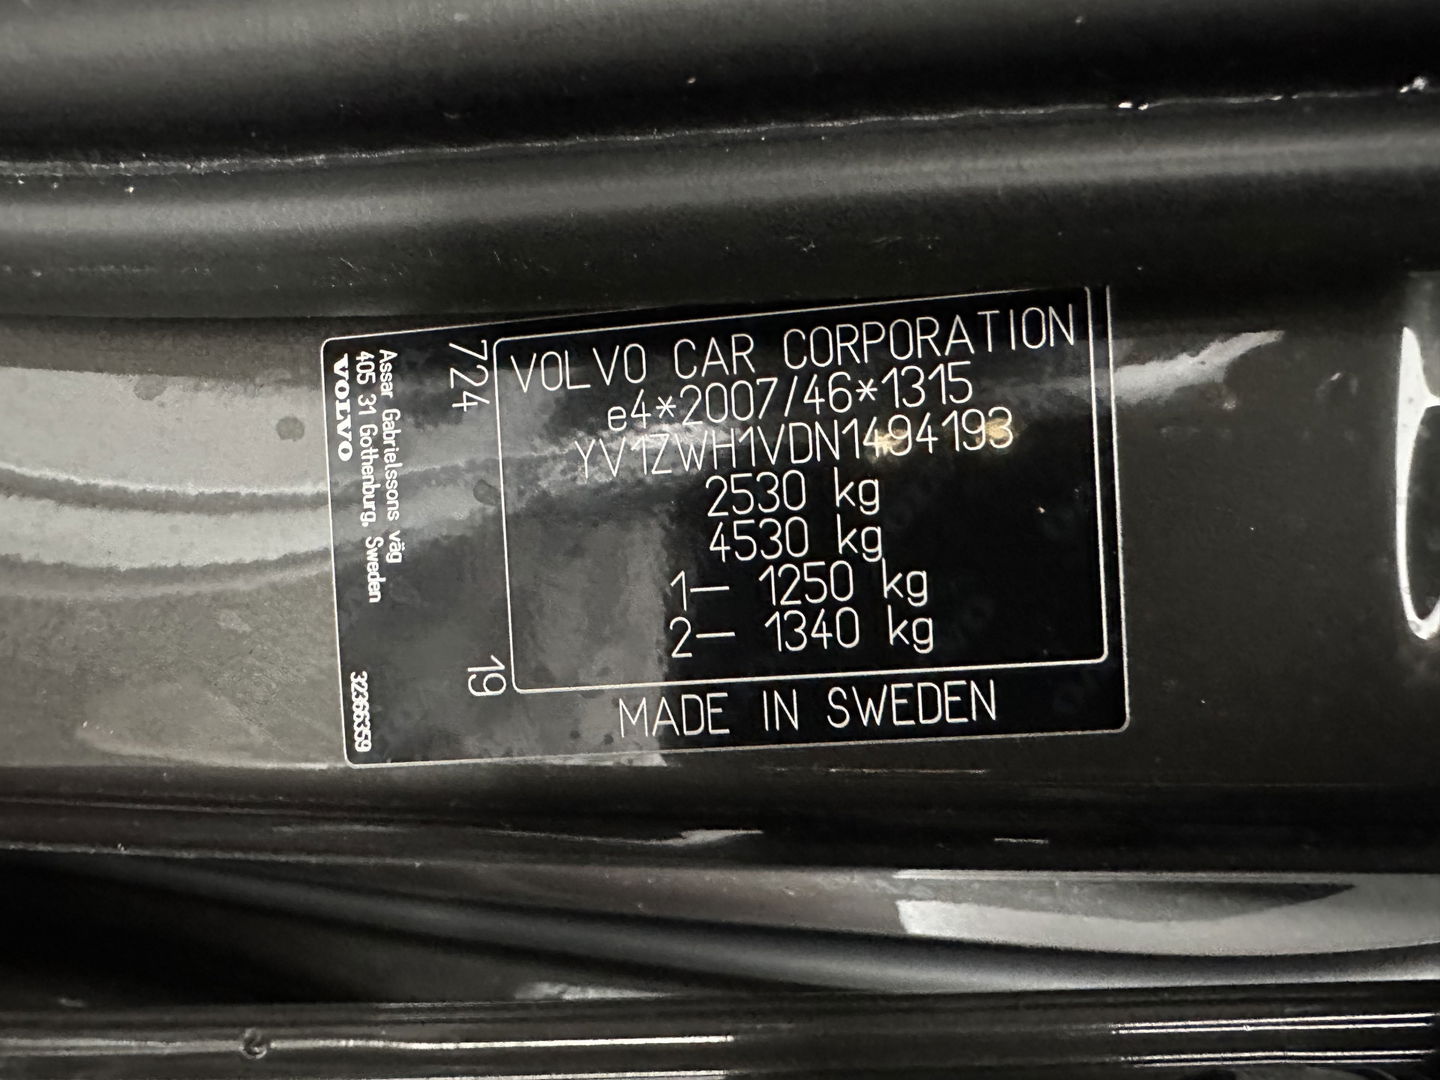 VOLVO
405 31 Gothenburg, Sweden
Assar Gabrielssons väg
32366359
724
19
VOLVO CAR CORPORATION
e4*2007/46*1315
YV1ZWH1VDN1494193
2530 kg
4530 kg
1– 1250 kg
2– 1340 kg
MADE IN SWEDEN